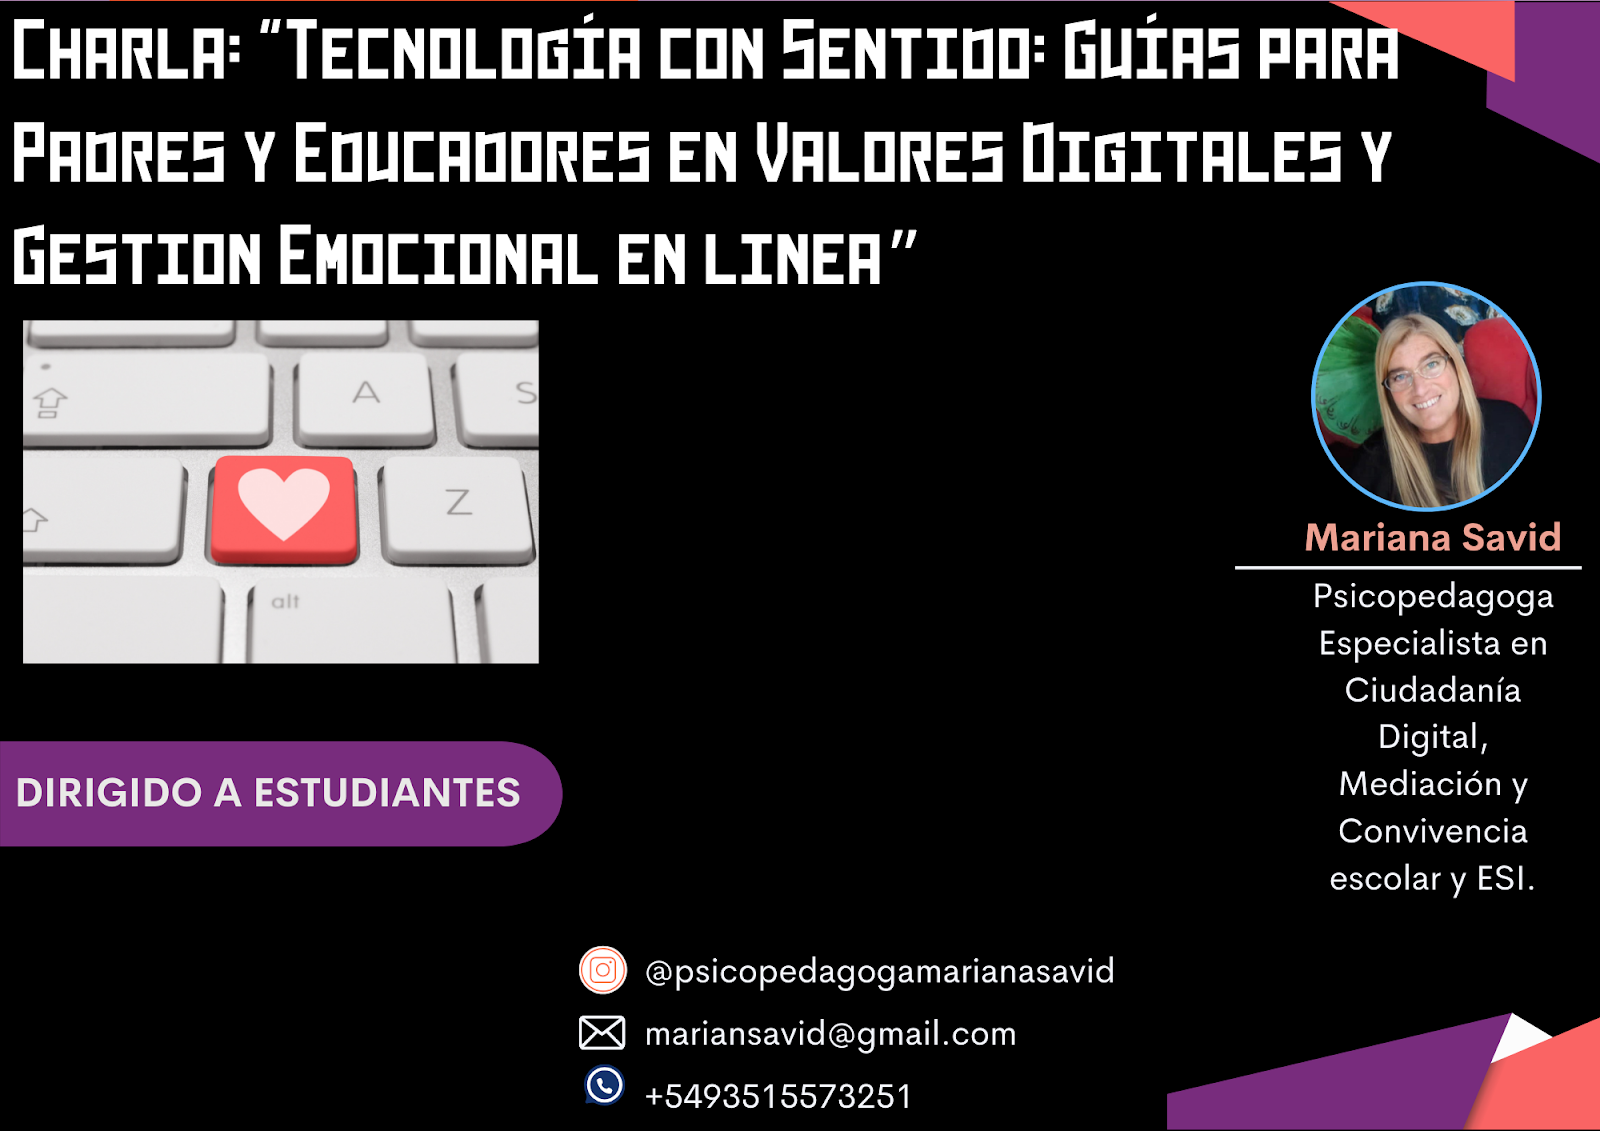 Charla: “Tecnología con Sentido: Guías para
Padres y Educadores en Valores Digitales y
Gestion Emocional en linea”
A
S
Z
alt
Mariana Savid
Psicopedagoga
Especialista en
Ciudadanía
Digital,
Mediación y
Convivencia
escolar y ESI.
DIRIGIDO A ESTUDIANTES
@psicopedagogamarianasavid
mariansavid@gmail.com
+5493515573251